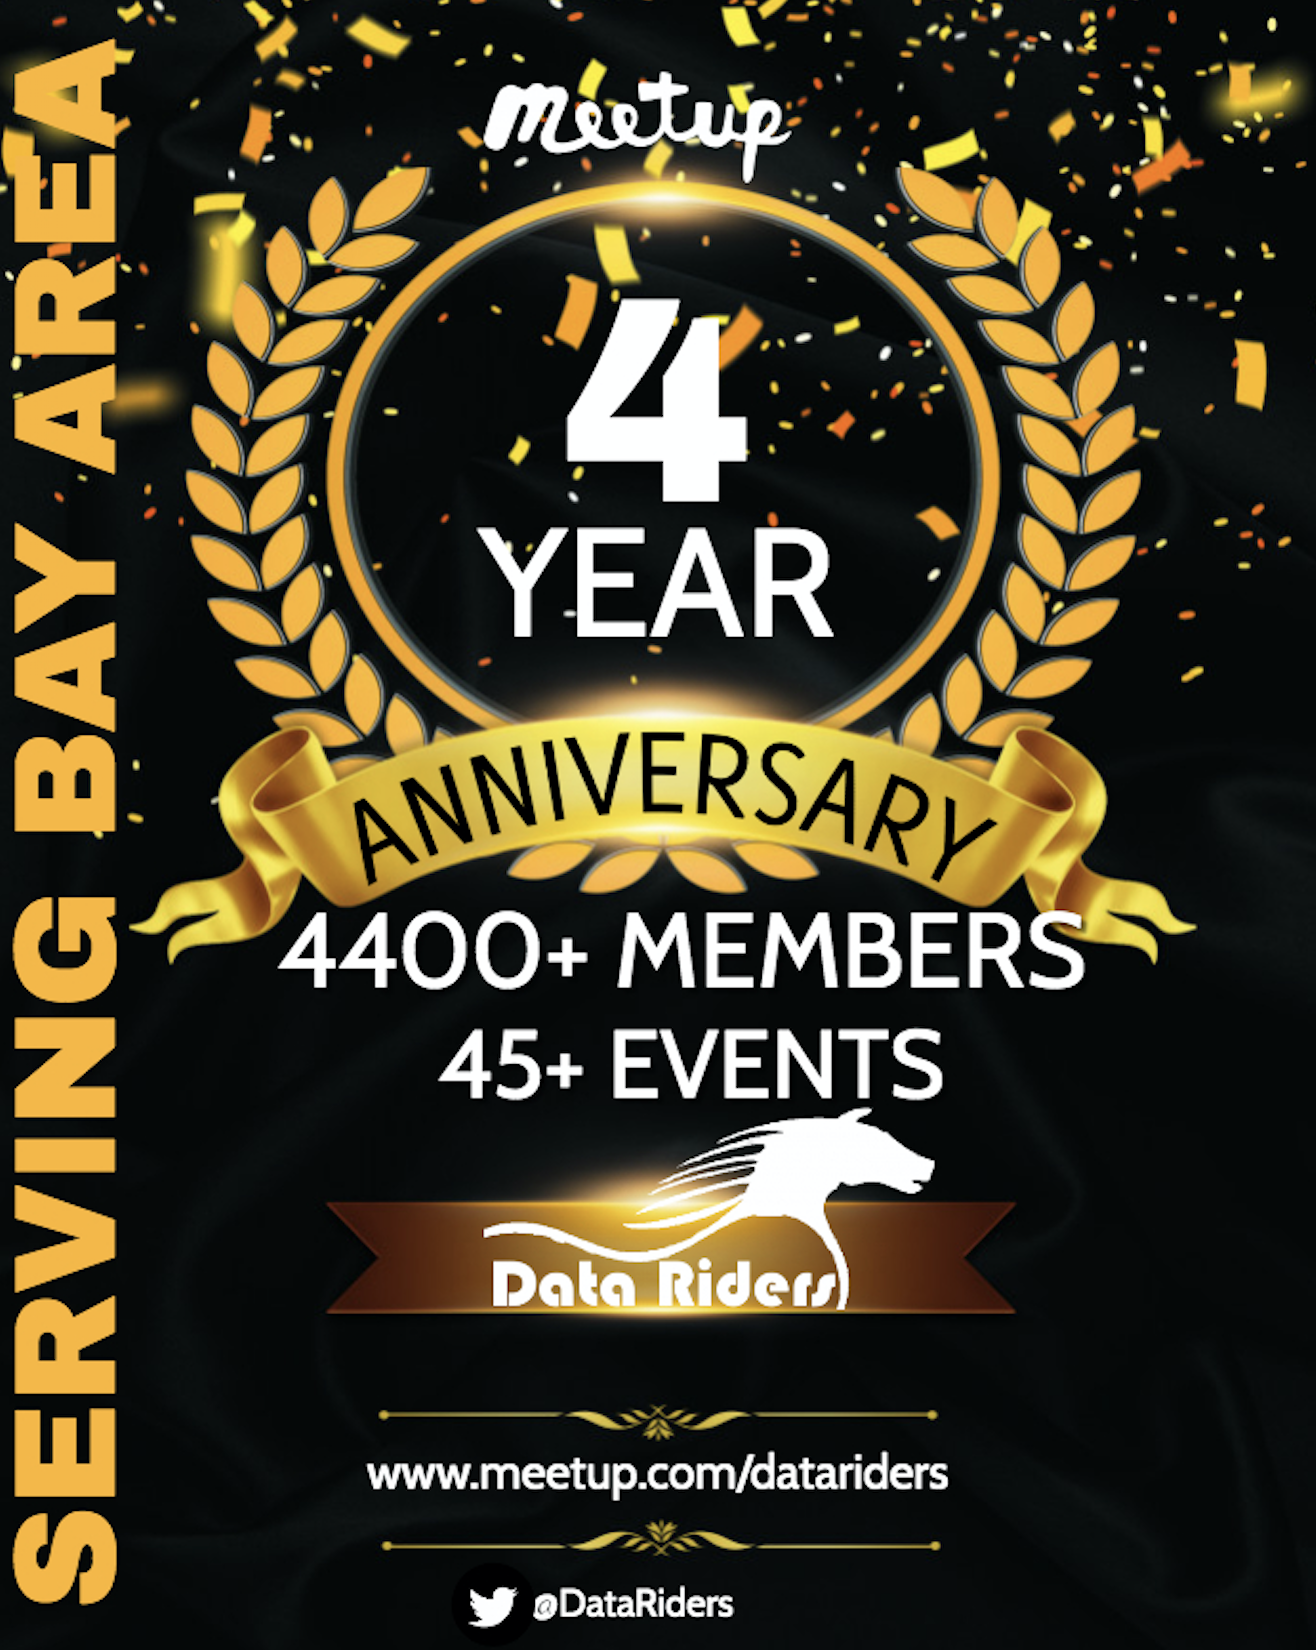 SERVING BAY AREA
meetup
4
YEAR
ANNIVERSARY
4400+ MEMBERS
45+ EVENTS
Data Riders
www.meetup.com/datariders
@DataRiders